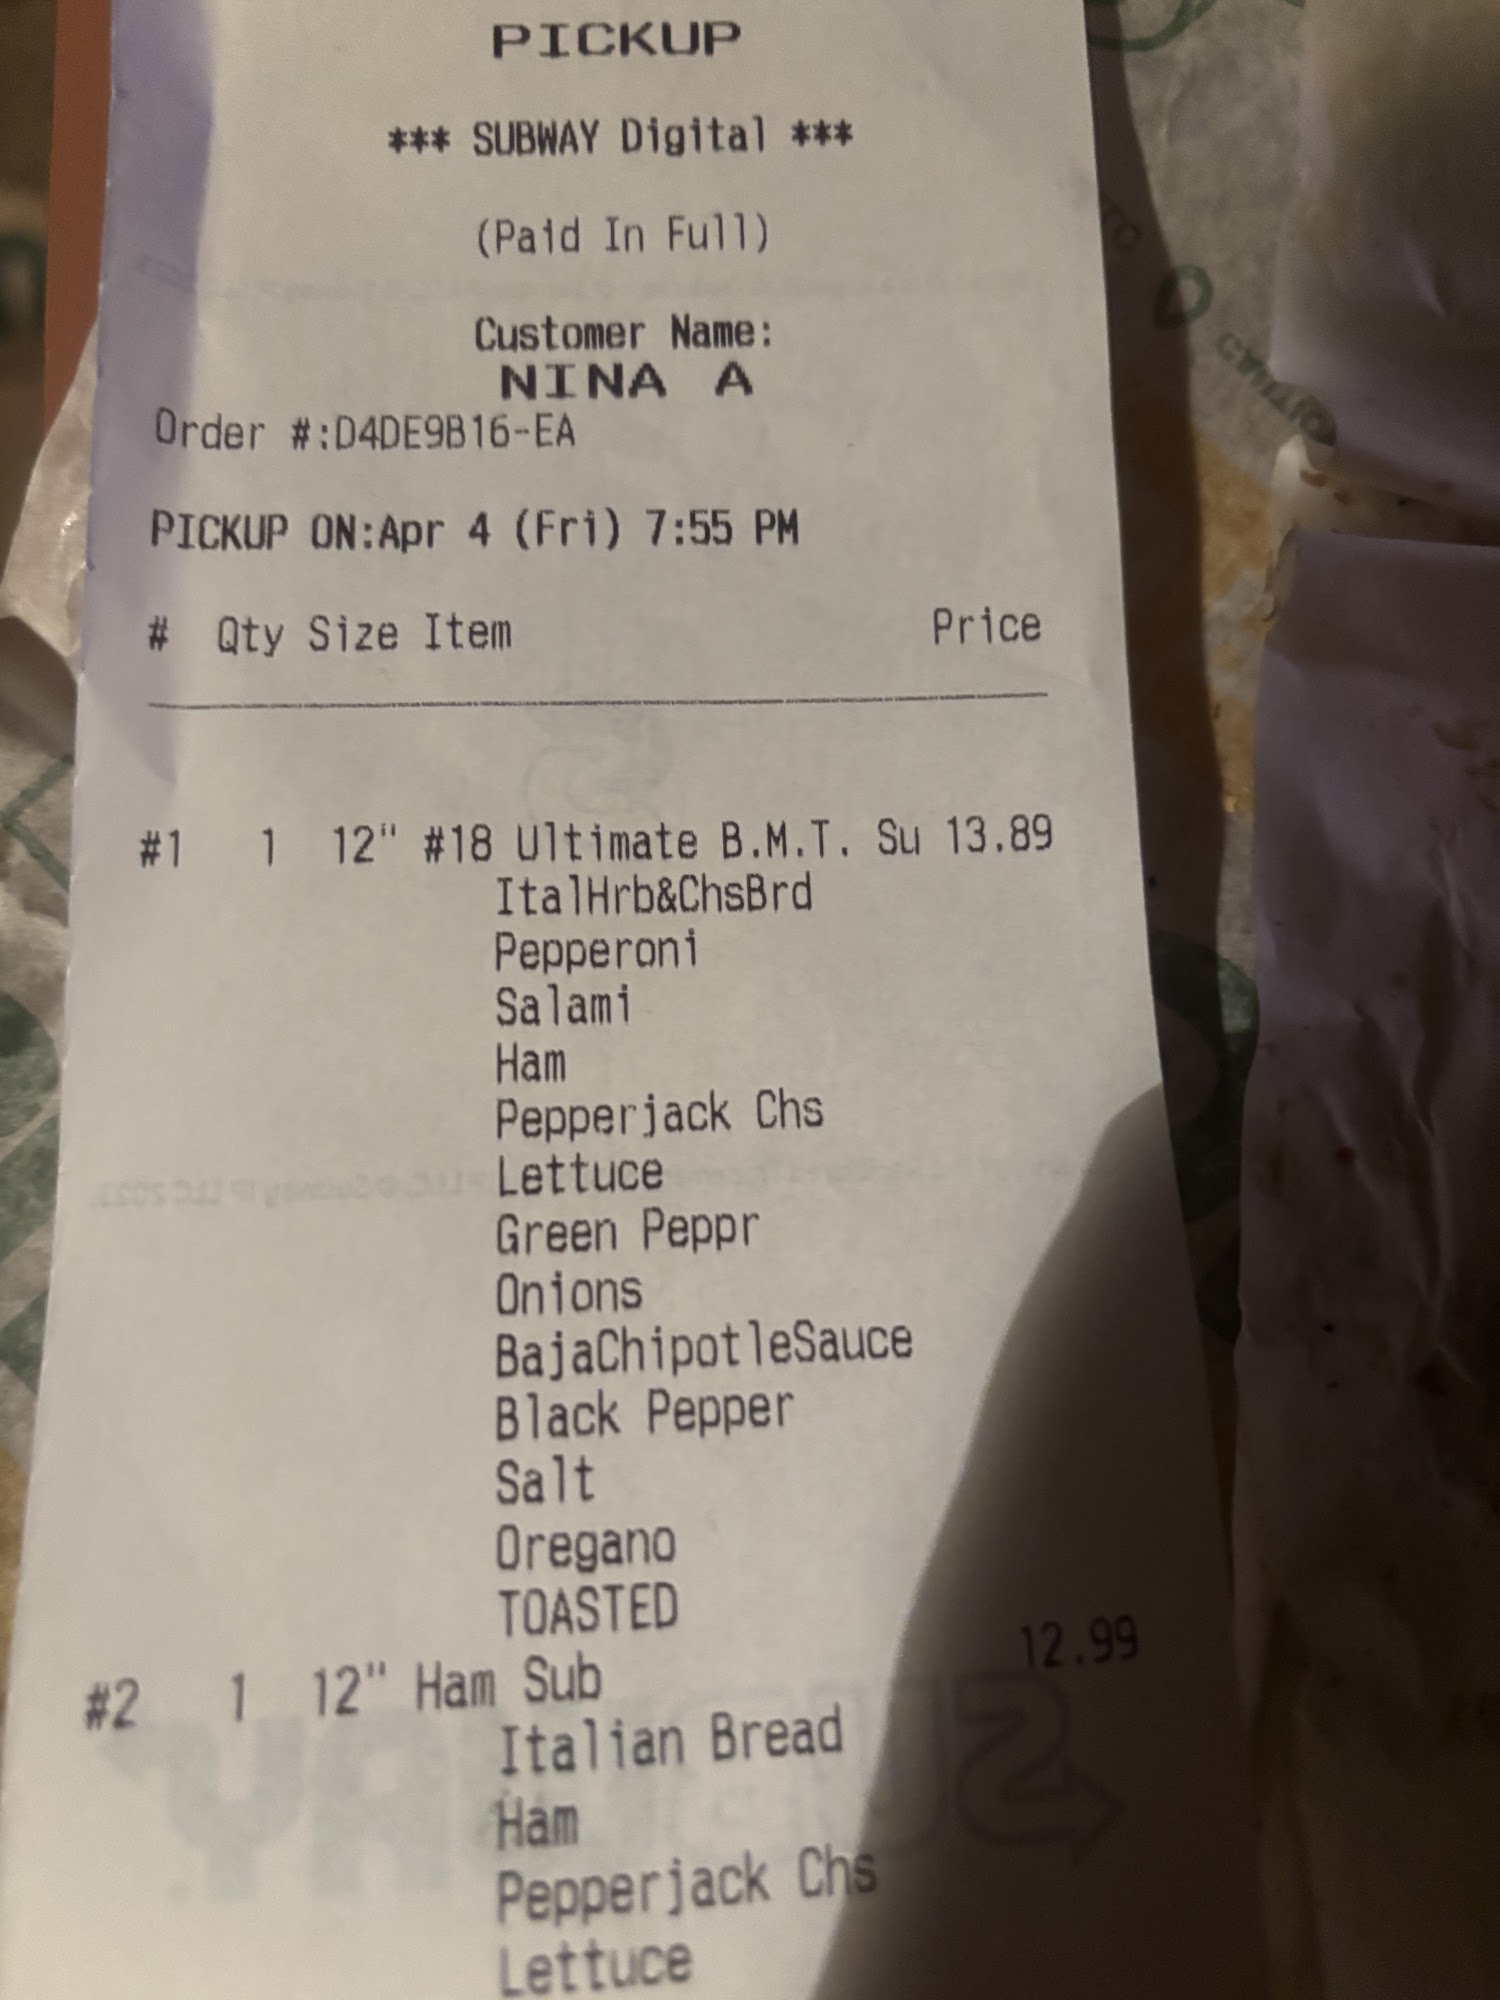 PICKUP
*** SUBWAY Digital ***
(Paid In Full)
Customer Name:
NINA A
Order #:D4DE9B16-EA
PICKUP ON:Apr 4 (Fri) 7:55 PM
# Qty Size Item Price
#1 1 12" #18 Ultimate B.M.T. Su 13.89
ItalHrb&ChsBrd
Pepperoni
Salami
Ham
Pepperjack Chs
Lettuce
Green Peppr
Onions
BajaChipotleSauce
Black Pepper
Salt
Oregano
TOASTED
#2 1 12" Ham Sub 12.99
Italian Bread
Ham
Pepperjack Chs
Lettuce
SUBWAY